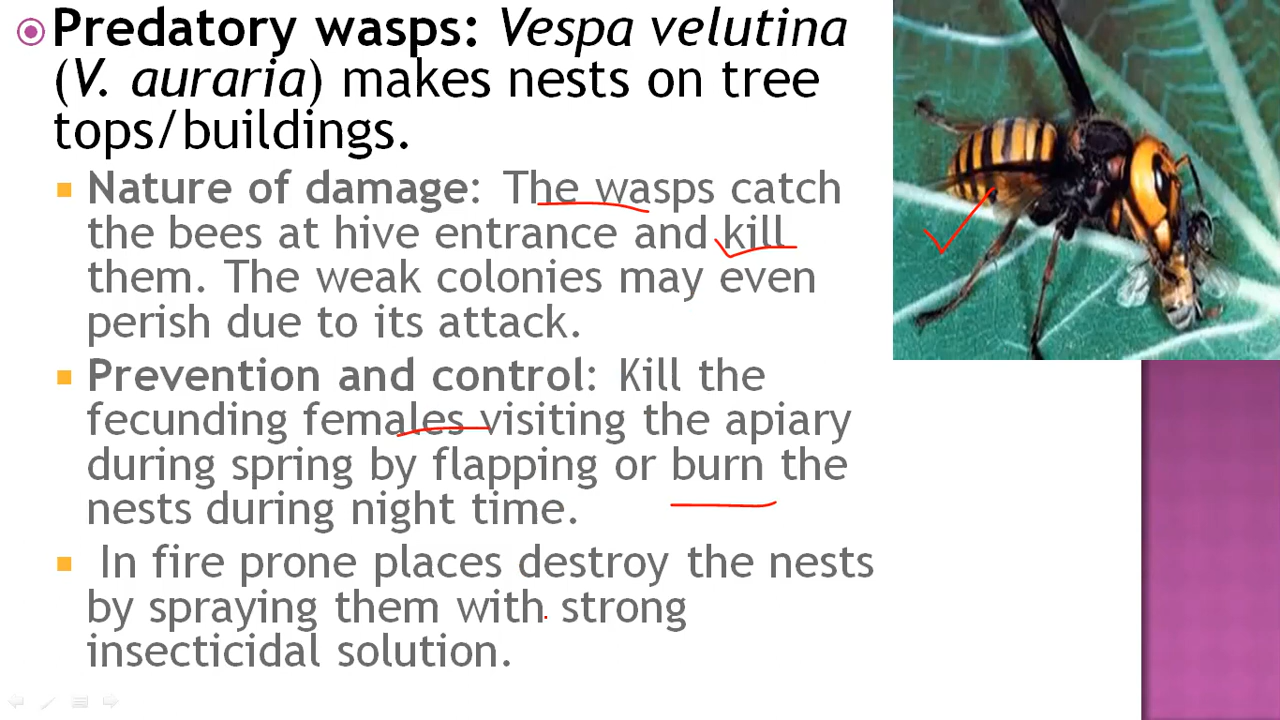 Predatory wasps: Vespa velutina
(V. auraria) makes nests on tree
tops/buildings.
Nature of damage: The wasps catch
the bees at hive entrance and kill
them. The weak colonies may even
perish due to its attack.
Prevention and control: Kill the
fecunding females visiting the apiary
during spring by flapping or burn the
nests during night time.
In fire prone places destroy the nests
by spraying them with strong
insecticidal solution.